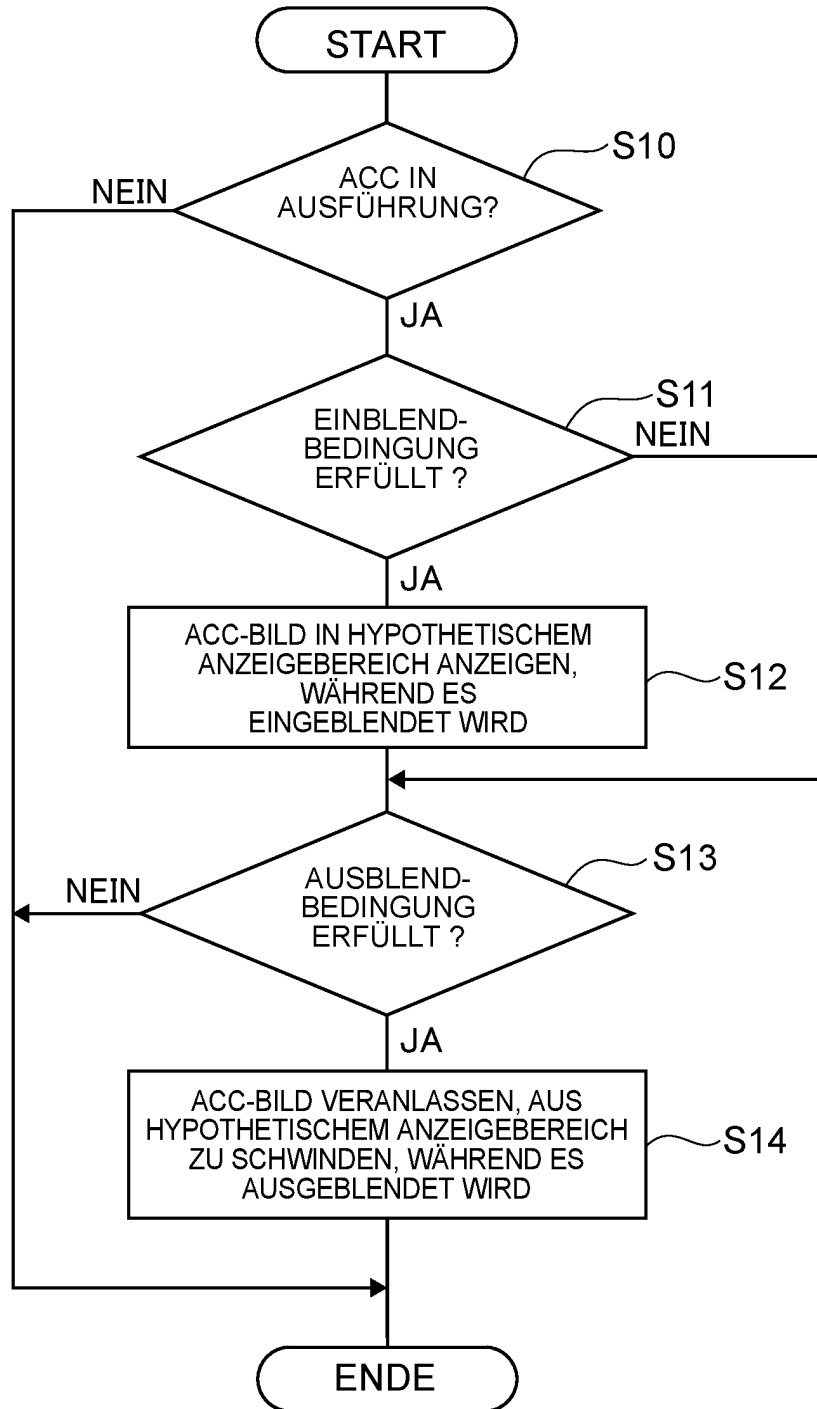 START
S10
NEIN
ACC IN
AUSFÜHRUNG?
JA
S11
NEIN
EINBLEND-
BEDINGUNG
ERFÜLLT ?
JA
ACC-BILD IN HYPOTHETISCHEM
ANZEIGEBEREICH ANZEIGEN,
WÄHREND ES
EINGEBLENDET WIRD
S12
S13
NEIN
AUSBLEND-
BEDINGUNG
ERFÜLLT ?
JA
ACC-BILD VERANLASSEN, AUS
HYPOTHETISCHEM ANZEIGEBEREICH
ZU SCHWINDEN, WÄHREND ES
AUSGEBLENDET WIRD
S14
ENDE